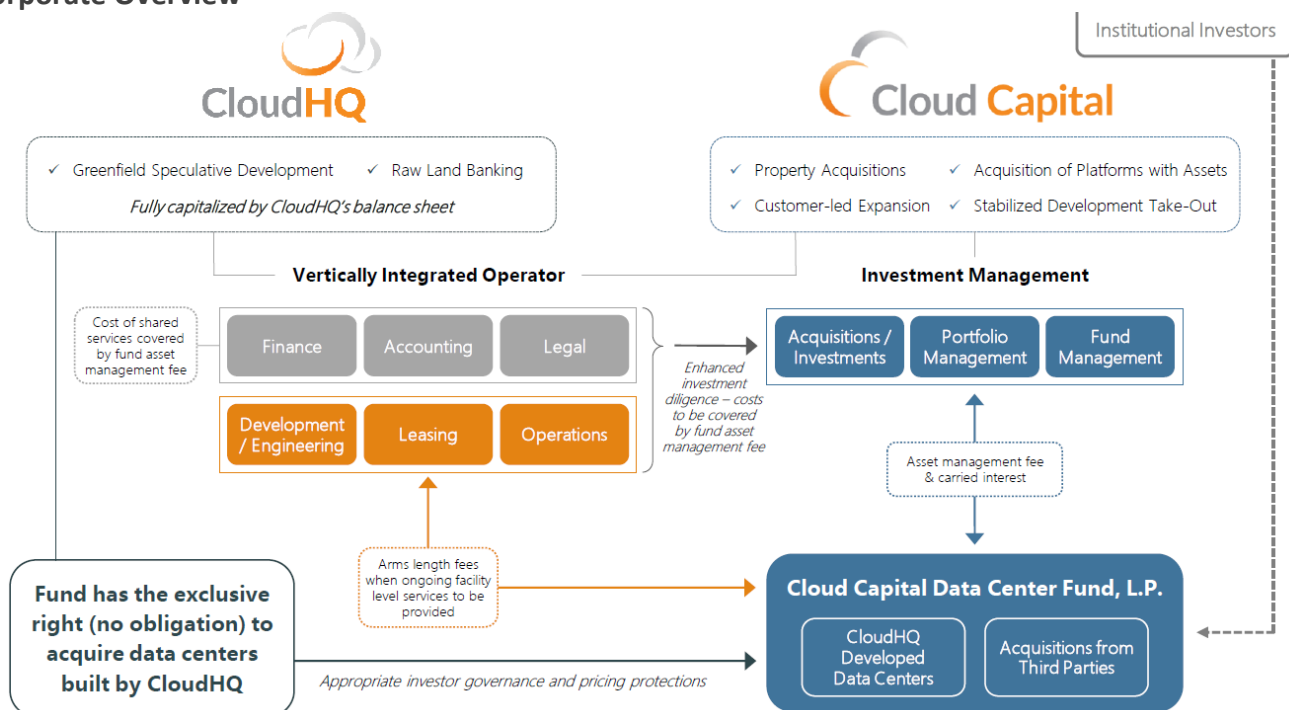 Corporate Overview
Institutional Investors
CloudHQ
Cloud Capital
✓ Greenfield Speculative Development ✓ Raw Land Banking
Fully capitalized by CloudHQ's balance sheet
✓ Property Acquisitions ✓ Acquisition of Platforms with Assets
✓ Customer-led Expansion ✓ Stabilized Development Take-Out
Vertically Integrated Operator
Investment Management
Cost of shared
services covered
by fund asset
management fee
Finance
Accounting
Legal
Development
/ Engineering
Leasing
Operations
Enhanced
investment
diligence – costs
to be covered
by fund asset
management fee
Acquisitions /
Investments
Portfolio
Management
Fund
Management
Asset management fee
& carried interest
Arms length fees
when ongoing facility
level services to be
provided
Fund has the exclusive
right (no obligation) to
acquire data centers
built by CloudHQ
Appropriate investor governance and pricing protections
Cloud Capital Data Center Fund, L.P.
CloudHQ
Developed
Data Centers
Acquisitions from
Third Parties